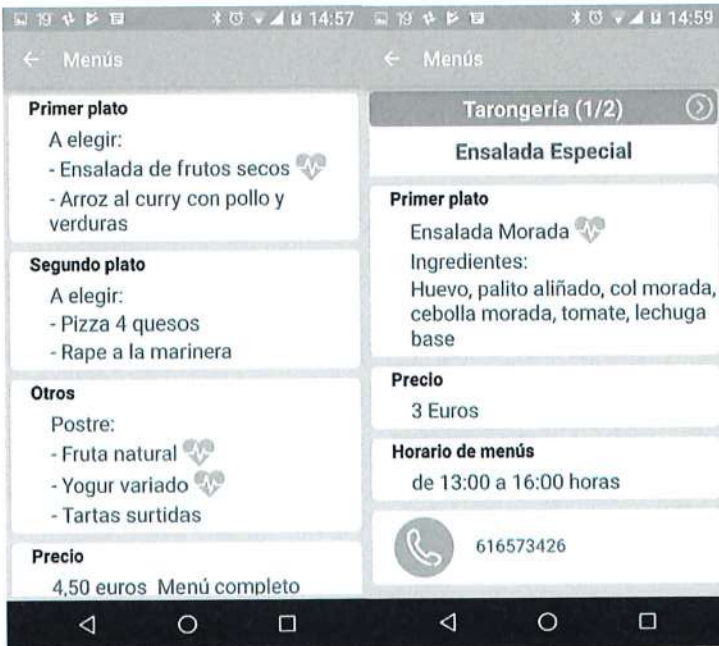 19 14:57
← Menús
Primer plato
A elegir:
- Ensalada de frutos secos
- Arroz al curry con pollo y
verduras
Segundo plato
A elegir:
- Pizza 4 quesos
- Rape a la marinera
Otros
Postre:
- Fruta natural
- Yogur variado
- Tartas surtidas
Precio
4,50 euros Menú completo
19 14:59
← Menús
Tarongería (1/2)
Ensalada Especial
Primer plato
Ensalada Morada
Ingredientes:
Huevo, palito aliñado, col morada,
cebolla morada, tomate, lechuga
base
Precio
3 Euros
Horario de menús
de 13:00 a 16:00 horas
616573426